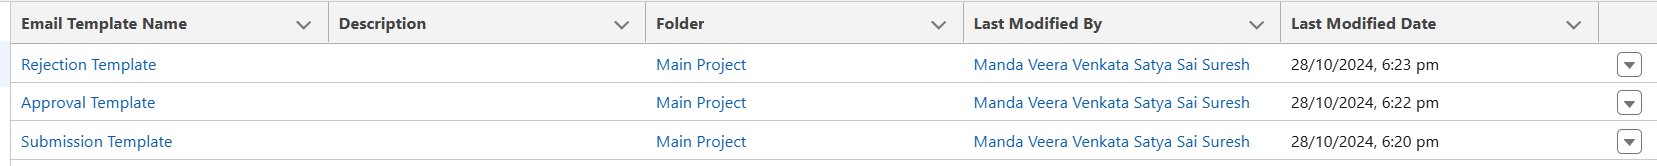 Email Template Name Description Folder Last Modified By Last Modified Date
Rejection Template Main Project Manda Veera Venkata Satya Sai Suresh 28/10/2024, 6:23 pm
Approval Template Main Project Manda Veera Venkata Satya Sai Suresh 28/10/2024, 6:22 pm
Submission Template Main Project Manda Veera Venkata Satya Sai Suresh 28/10/2024, 6:20 pm